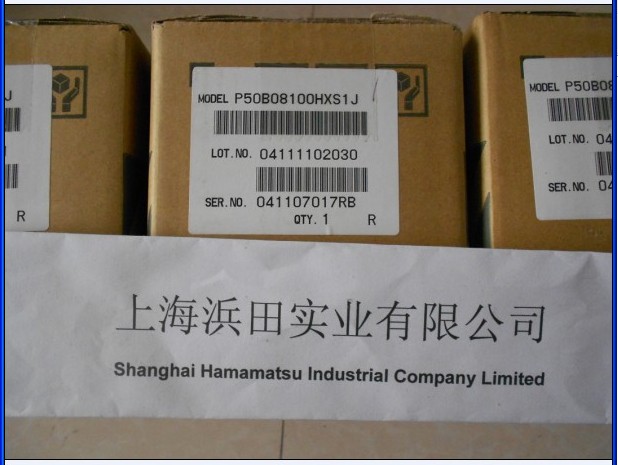 J
R
MODEL P50B08100HXS1J
LOT.NO. 04111102030
SER.NO. 041107017RB
QTY. 1 R
MODEL P50B08
LOT.NO. 04
SER.NO. 04
上海浜田实业有限公司
Shanghai Hamamatsu Industrial Company Limited